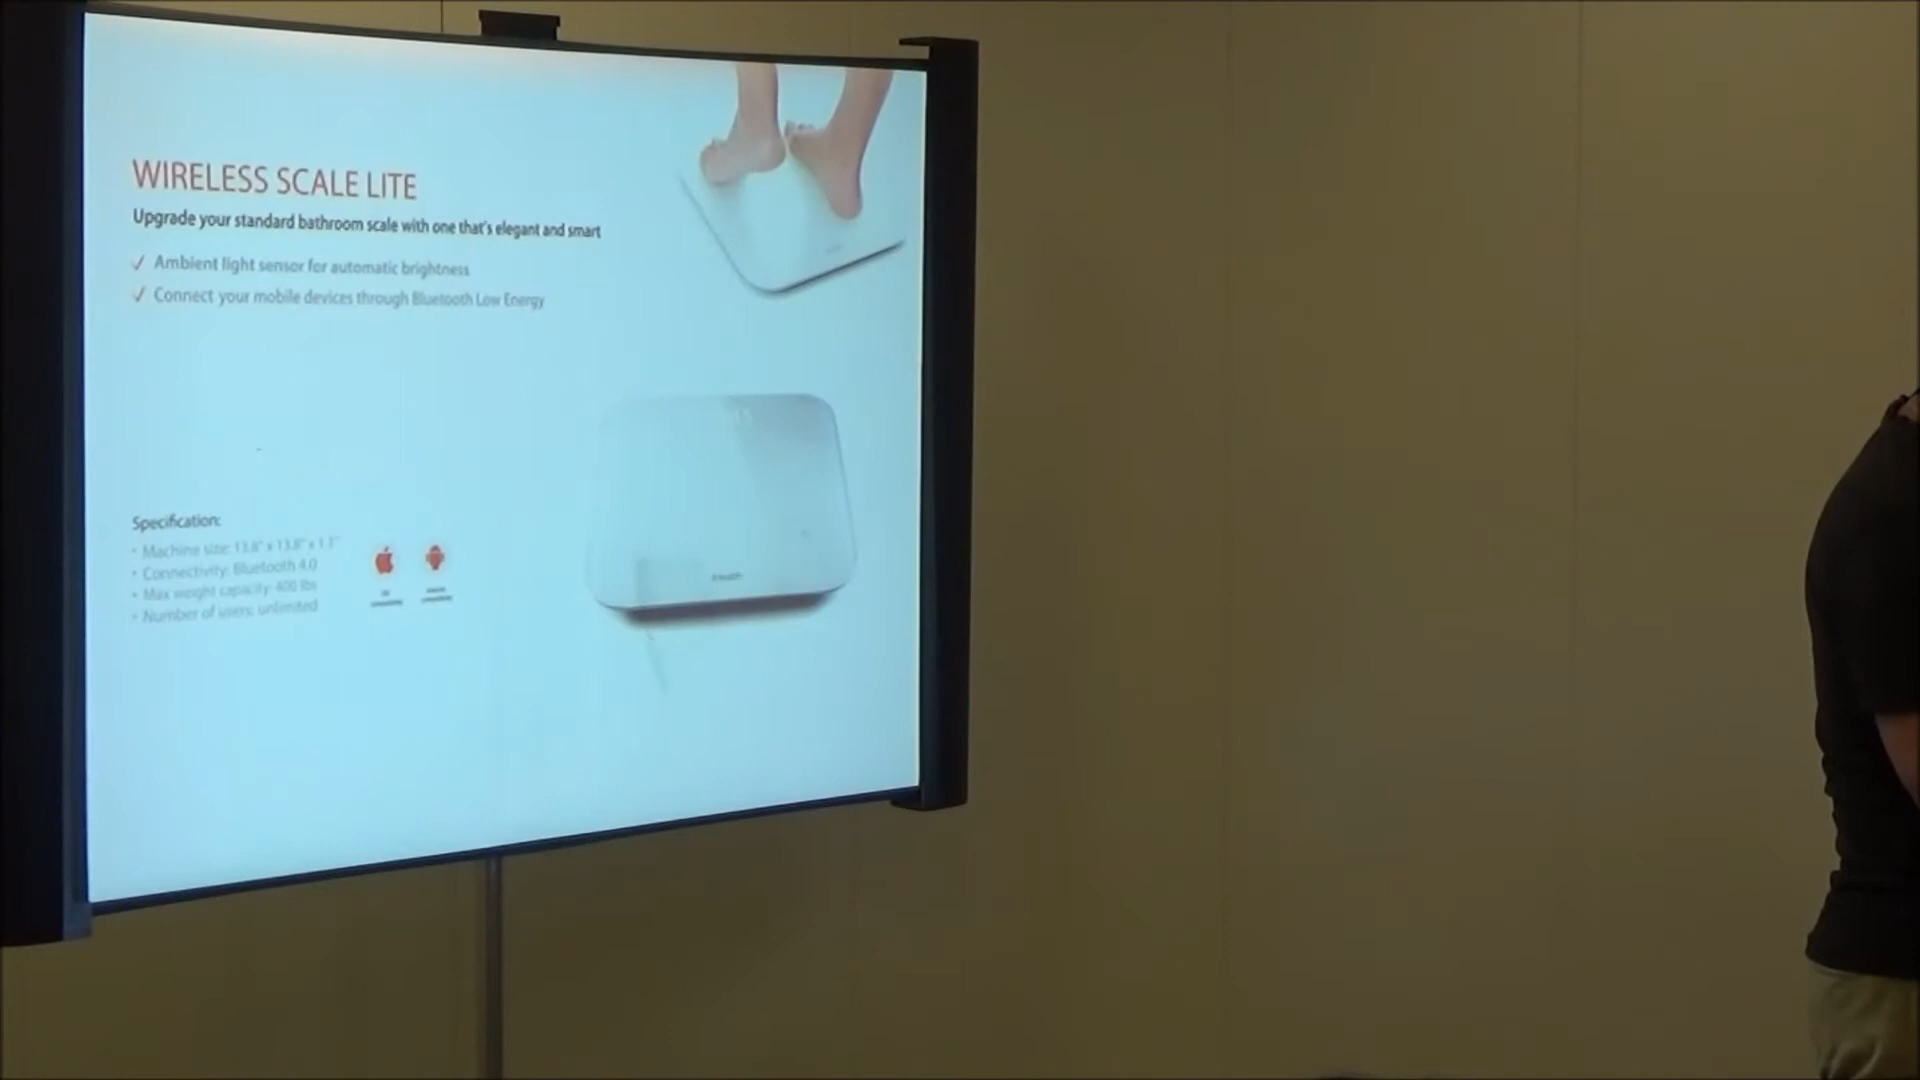 WIRELESS SCALE LITE
Upgrade your standard bathroom scale with one that's elegant and smart
✓ Ambient light sensor for automatic brightness
✓ Connect your mobile devices through Bluetooth Low Energy
Specification:
• Machine size: 13.8" x 13.8" x 1.1"
• Connectivity: Bluetooth 4.0
• Max weight capacity: 400 lbs
• Number of users: unlimited